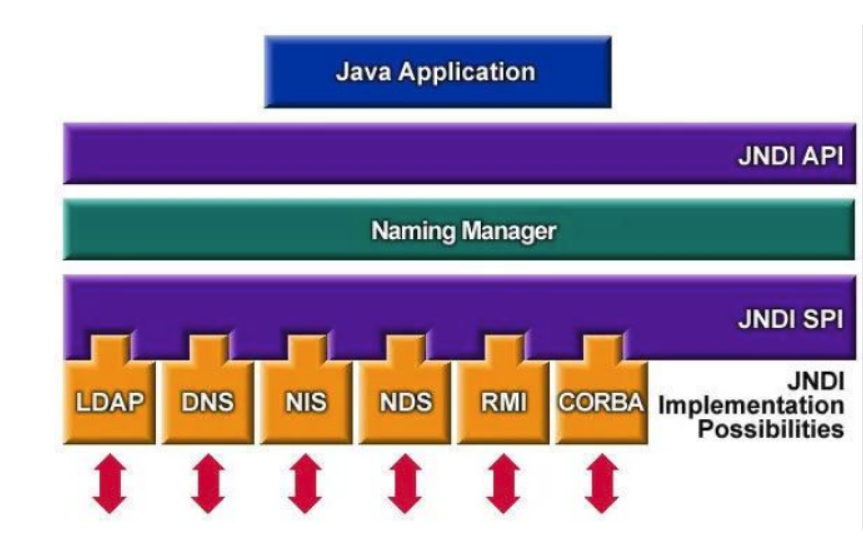 Java Application
JNDI API
Naming Manager
JNDI SPI
LDAP DNS NIS NDS RMI CORBA
JNDI
Implementation
Possibilities